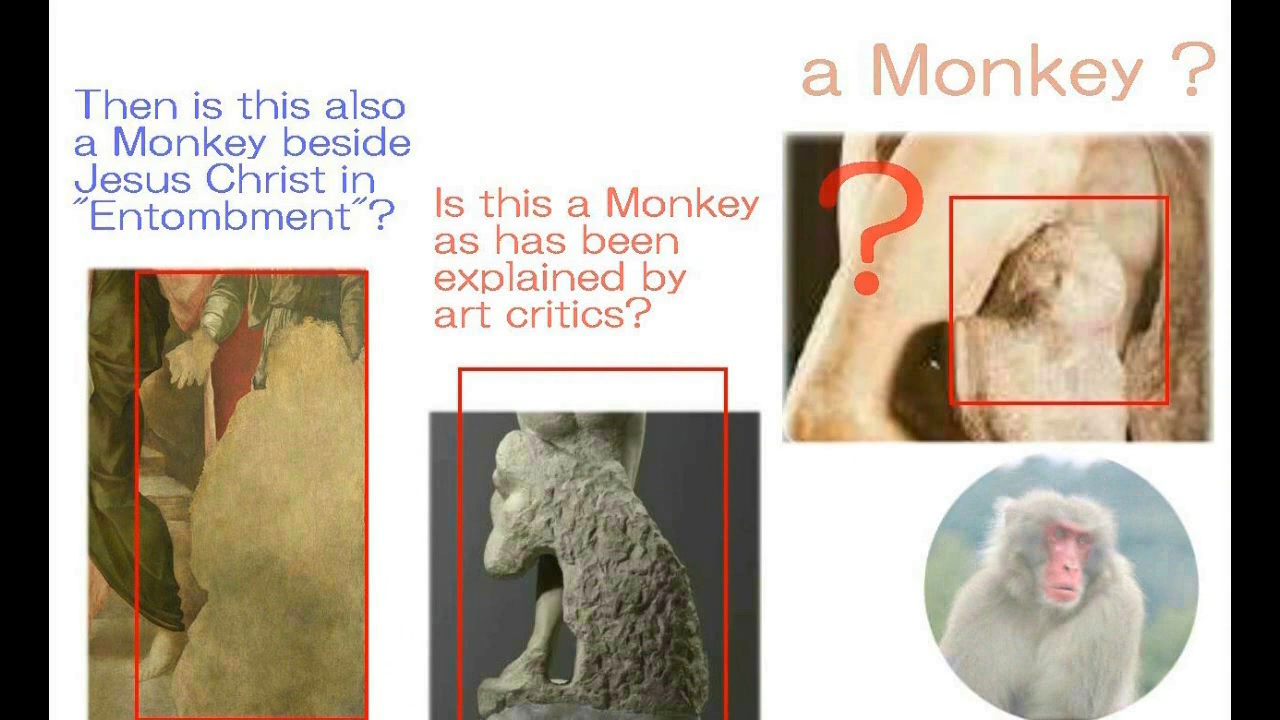 a Monkey ?
Then is this also
a Monkey beside
Jesus Christ in
"Entombment"?
Is this a Monkey
as has been
explained by
art critics?
?